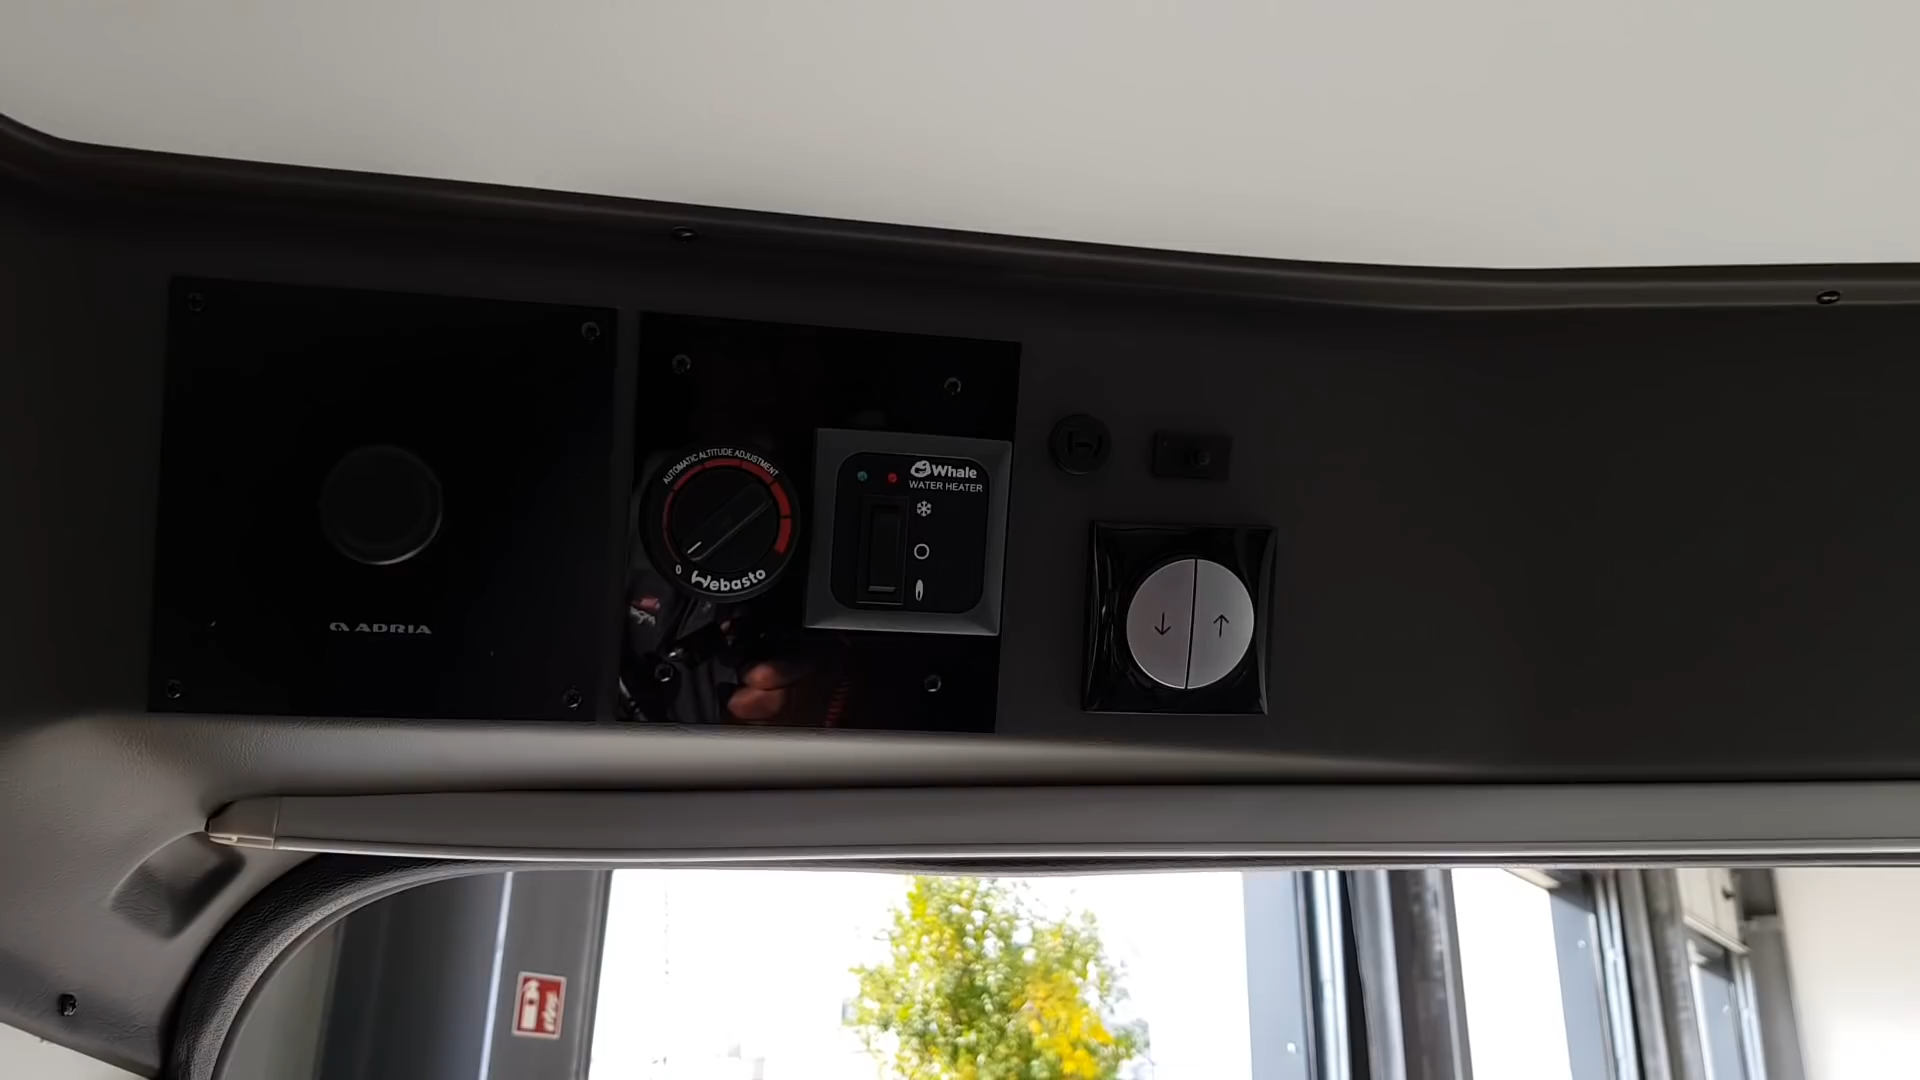 ADRIA
AUTOMATIC ALTITUDE ADJUSTMENT
0
Webasto
Whale
WATER HEATER